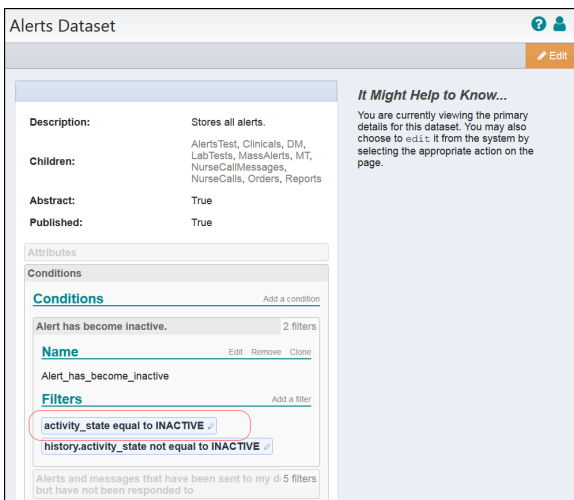 Alerts Dataset
Edit
It Might Help to Know...
You are currently viewing the primary
details for this dataset. You may also
choose to edit it from the system by
selecting the appropriate action on the
page.
Description: Stores all alerts.
Children: AlertsTest, Clinicals, DM,
LabTests, MassAlerts, MT,
NurseCallMessages,
NurseCalls, Orders, Reports
Abstract: True
Published: True
Attributes
Conditions
Conditions Add a condition
Alert has become inactive. 2 filters
Name Edit Remove Clone
Alert_has_become_inactive
Filters Add a filter
activity_state equal to INACTIVE
history.activity_state not equal to INACTIVE
Alerts and messages that have been sent to my d 5 filters
but have not been responded to